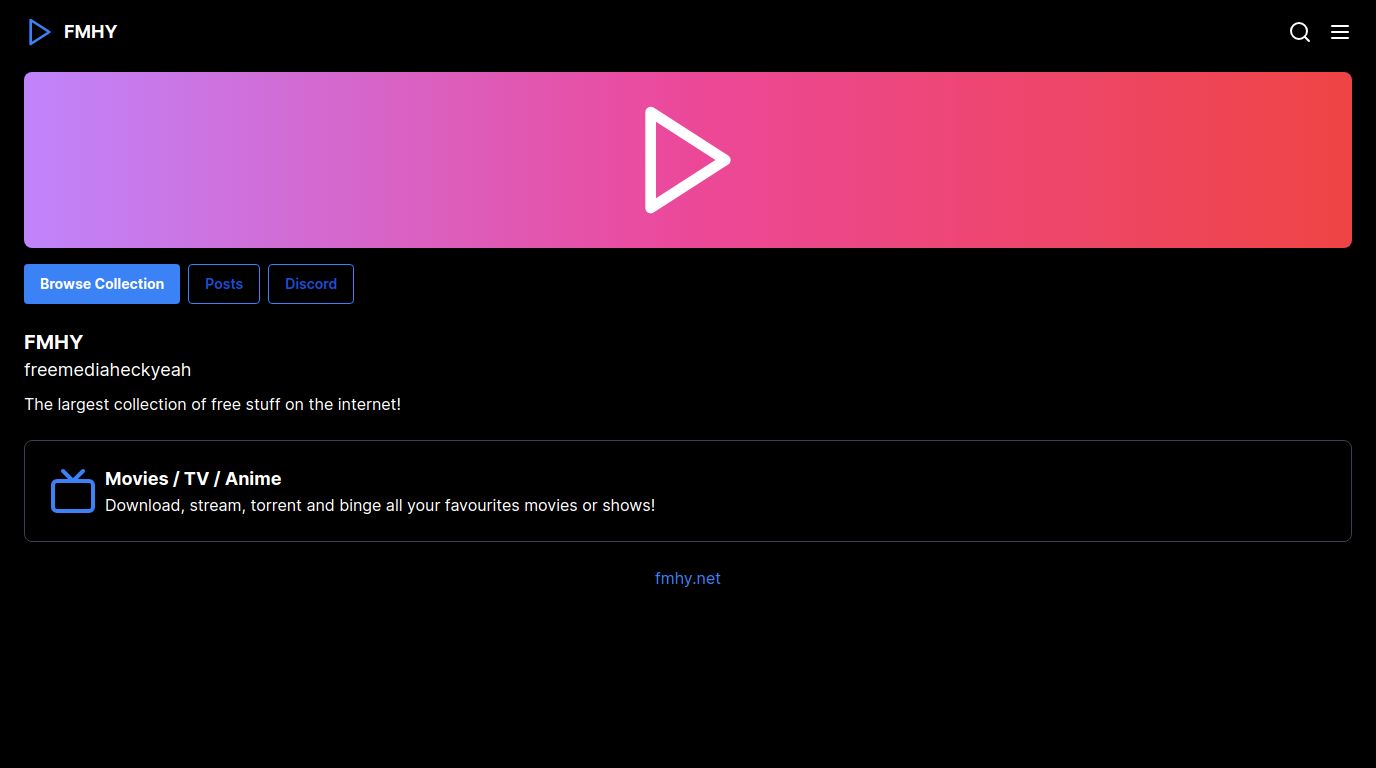 FMHY
Browse Collection
Posts
Discord
FMHY
freemediaheckyeah
The largest collection of free stuff on the internet!
Movies / TV / Anime
Download, stream, torrent and binge all your favourites movies or shows!
fmhy.net